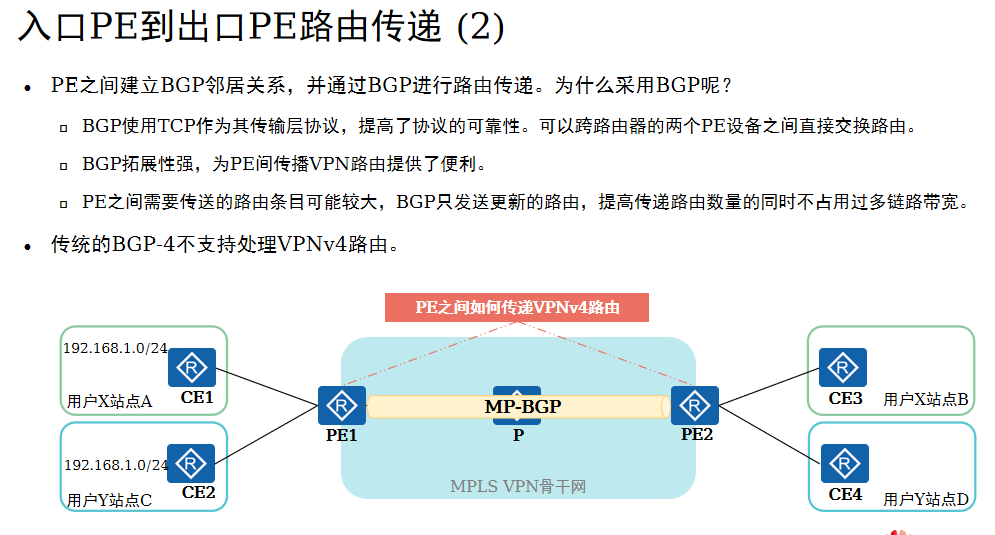 入口PE到出口PE路由传递 (2)
PE之间建立BGP邻居关系，并通过BGP进行路由传递。为什么采用BGP呢？
BGP使用TCP作为其传输层协议，提高了协议的可靠性。可以跨路由器的两个PE设备之间直接交换路由。
BGP拓展性强，为PE间传播VPN路由提供了便利。
PE之间需要传送的路由条目可能较大，BGP只发送更新的路由，提高传递路由数量的同时不占用过多链路带宽。
传统的BGP-4不支持处理VPNv4路由。
PE之间如何传递VPNv4路由
192.168.1.0/24
R
CE1
用户X站点A
192.168.1.0/24
R
CE2
用户Y站点C
R
PE1
MP-BGP
P
R
PE2
MPLS VPN骨干网
R
CE3
用户X站点B
R
CE4
用户Y站点D